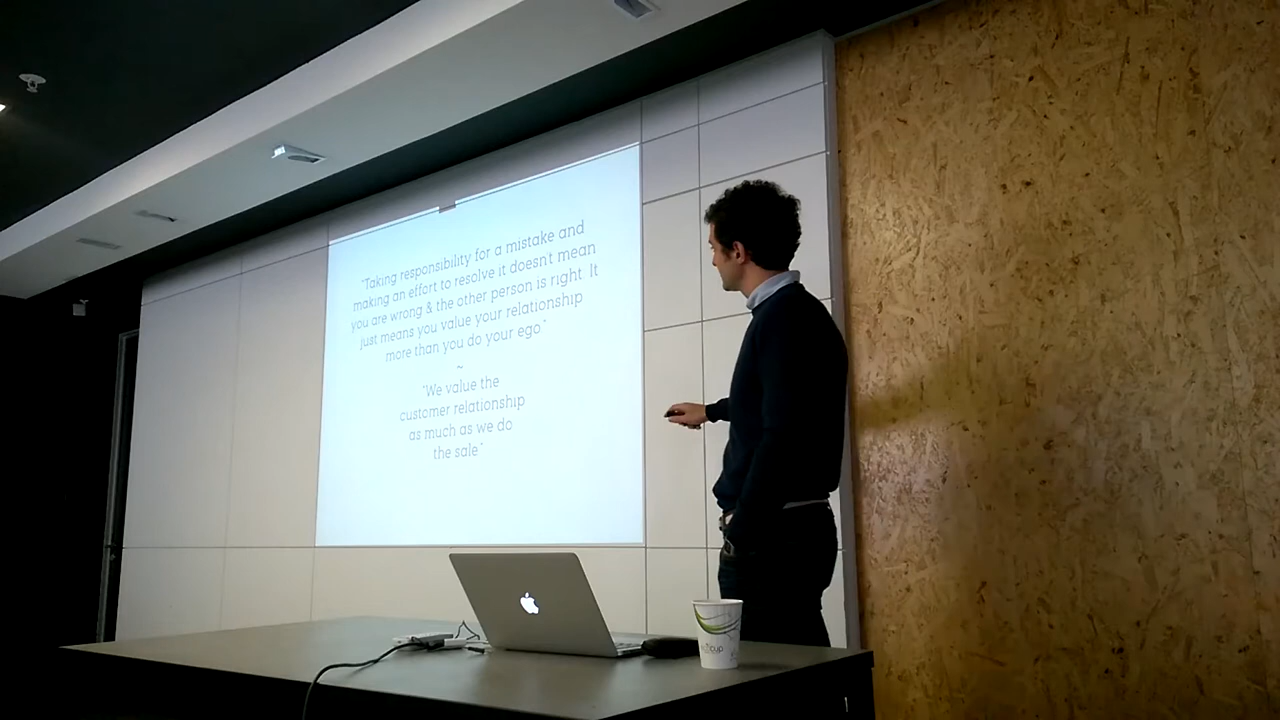 "Taking responsibility for a mistake and
making an effort to resolve it doesn't mean
you are wrong & the other person is right. It
just means you value your relationship
more than you do your ego"
~
"We value the
customer relationship
as much as we do
the sale"